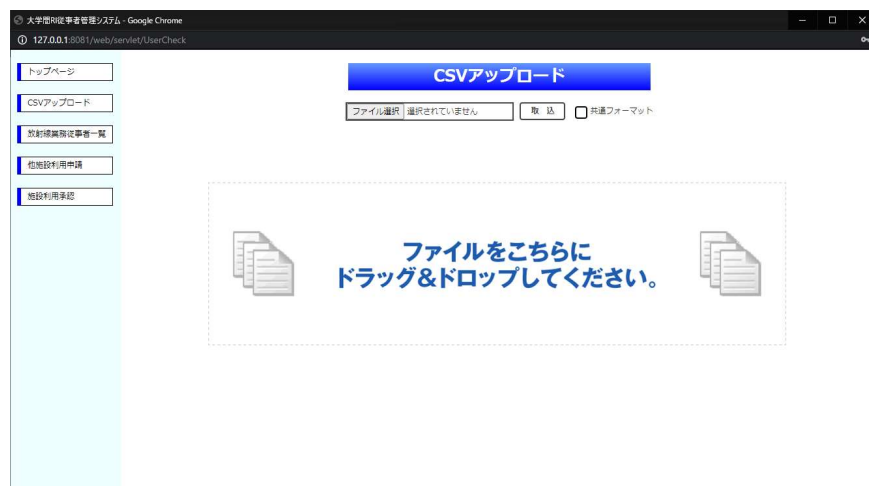 大学間RI従事者管理システム - Google Chrome
127.0.0.1:8081/web/servlet/UserCheck
トップページ
CSVアップロード
放射線業務従事者一覧
他施設利用申請
施設利用承認
CSVアップロード
ファイル選択 選択されていません 取 込 共通フォーマット
ファイルをこちらに
ドラッグ&ドロップしてください。